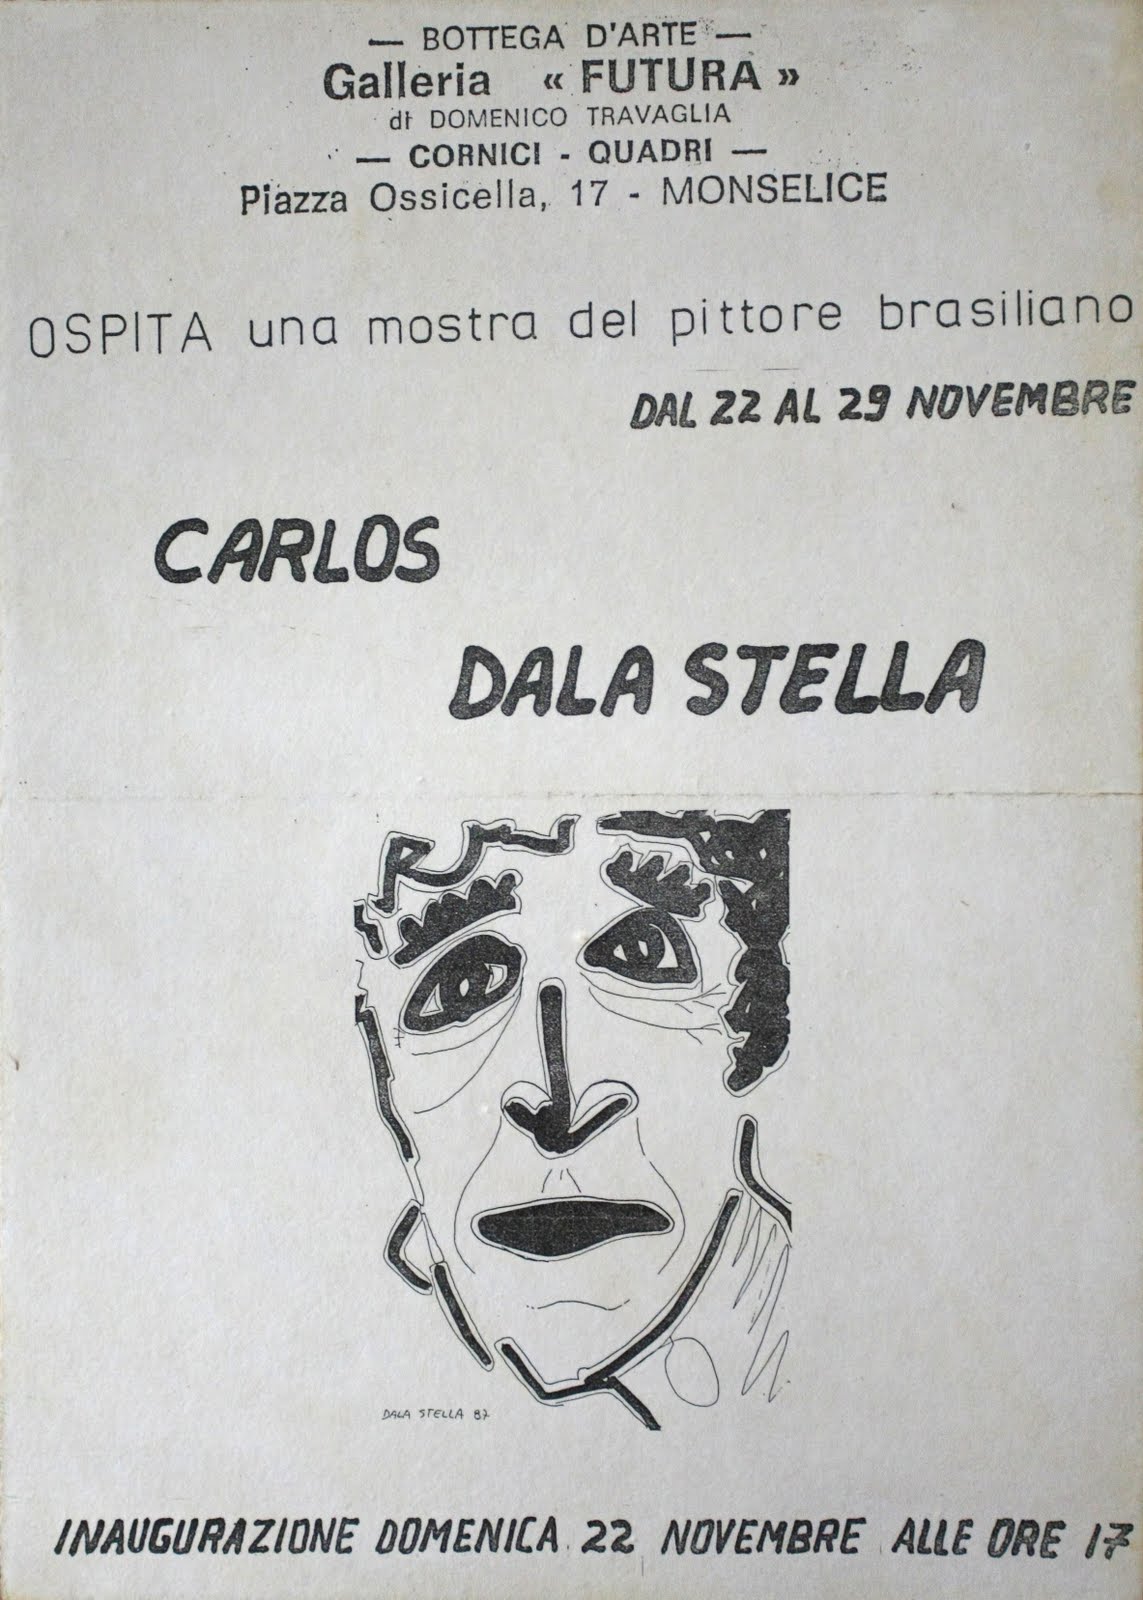 — BOTTEGA D'ARTE —
Galleria « FUTURA »
di DOMENICO TRAVAGLIA
— CORNICI - QUADRI —
Piazza Ossicella, 17 - MONSELICE
OSPITA una mostra del pittore brasiliano
DAL 22 AL 29 NOVEMBRE
CARLOS
DALA STELLA
DALA STELLA 87
INAUGURAZIONE DOMENICA 22 NOVEMBRE ALLE ORE 17